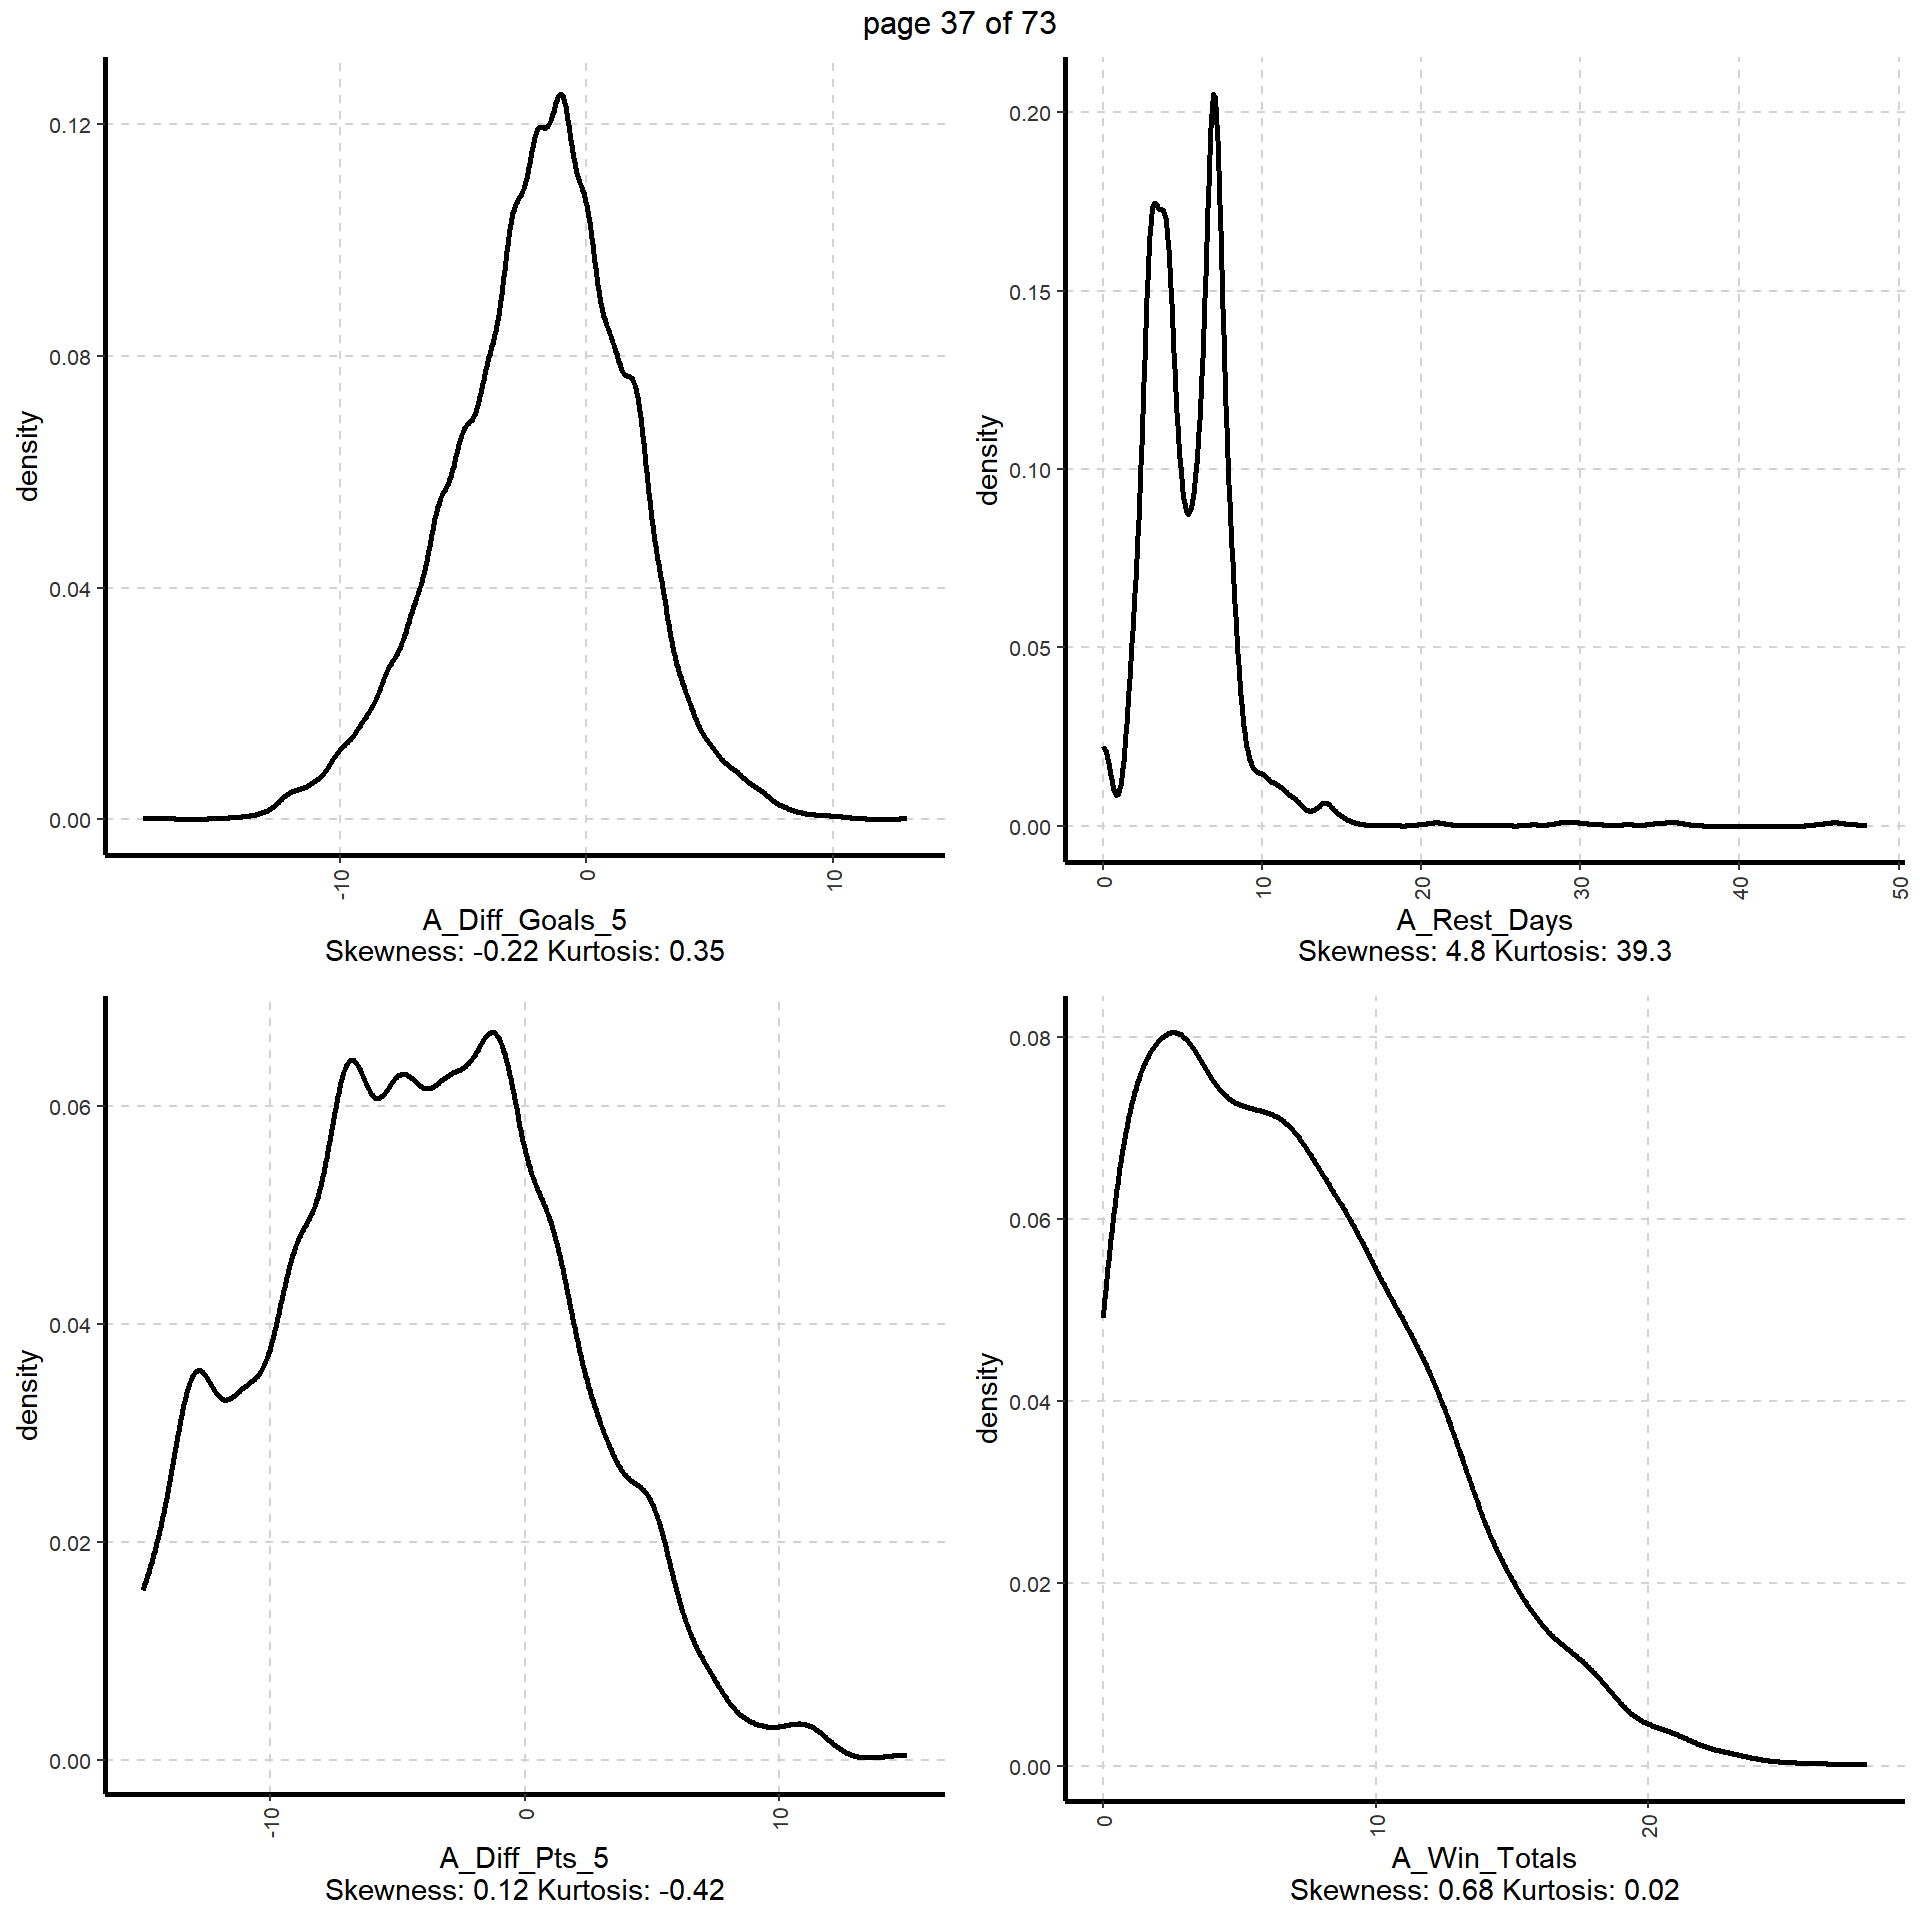 page 37 of 73
density
0.12
0.08
0.04
0.00
-10
0
10
A_Diff_Goals_5
Skewness: -0.22 Kurtosis: 0.35
density
0.20
0.15
0.10
0.05
0.00
0
10
20
30
40
50
A_Rest_Days
Skewness: 4.8 Kurtosis: 39.3
density
0.06
0.04
0.02
0.00
-10
0
10
A_Diff_Pts_5
Skewness: 0.12 Kurtosis: -0.42
density
0.08
0.06
0.04
0.02
0.00
0
10
20
A_Win_Totals
Skewness: 0.68 Kurtosis: 0.02